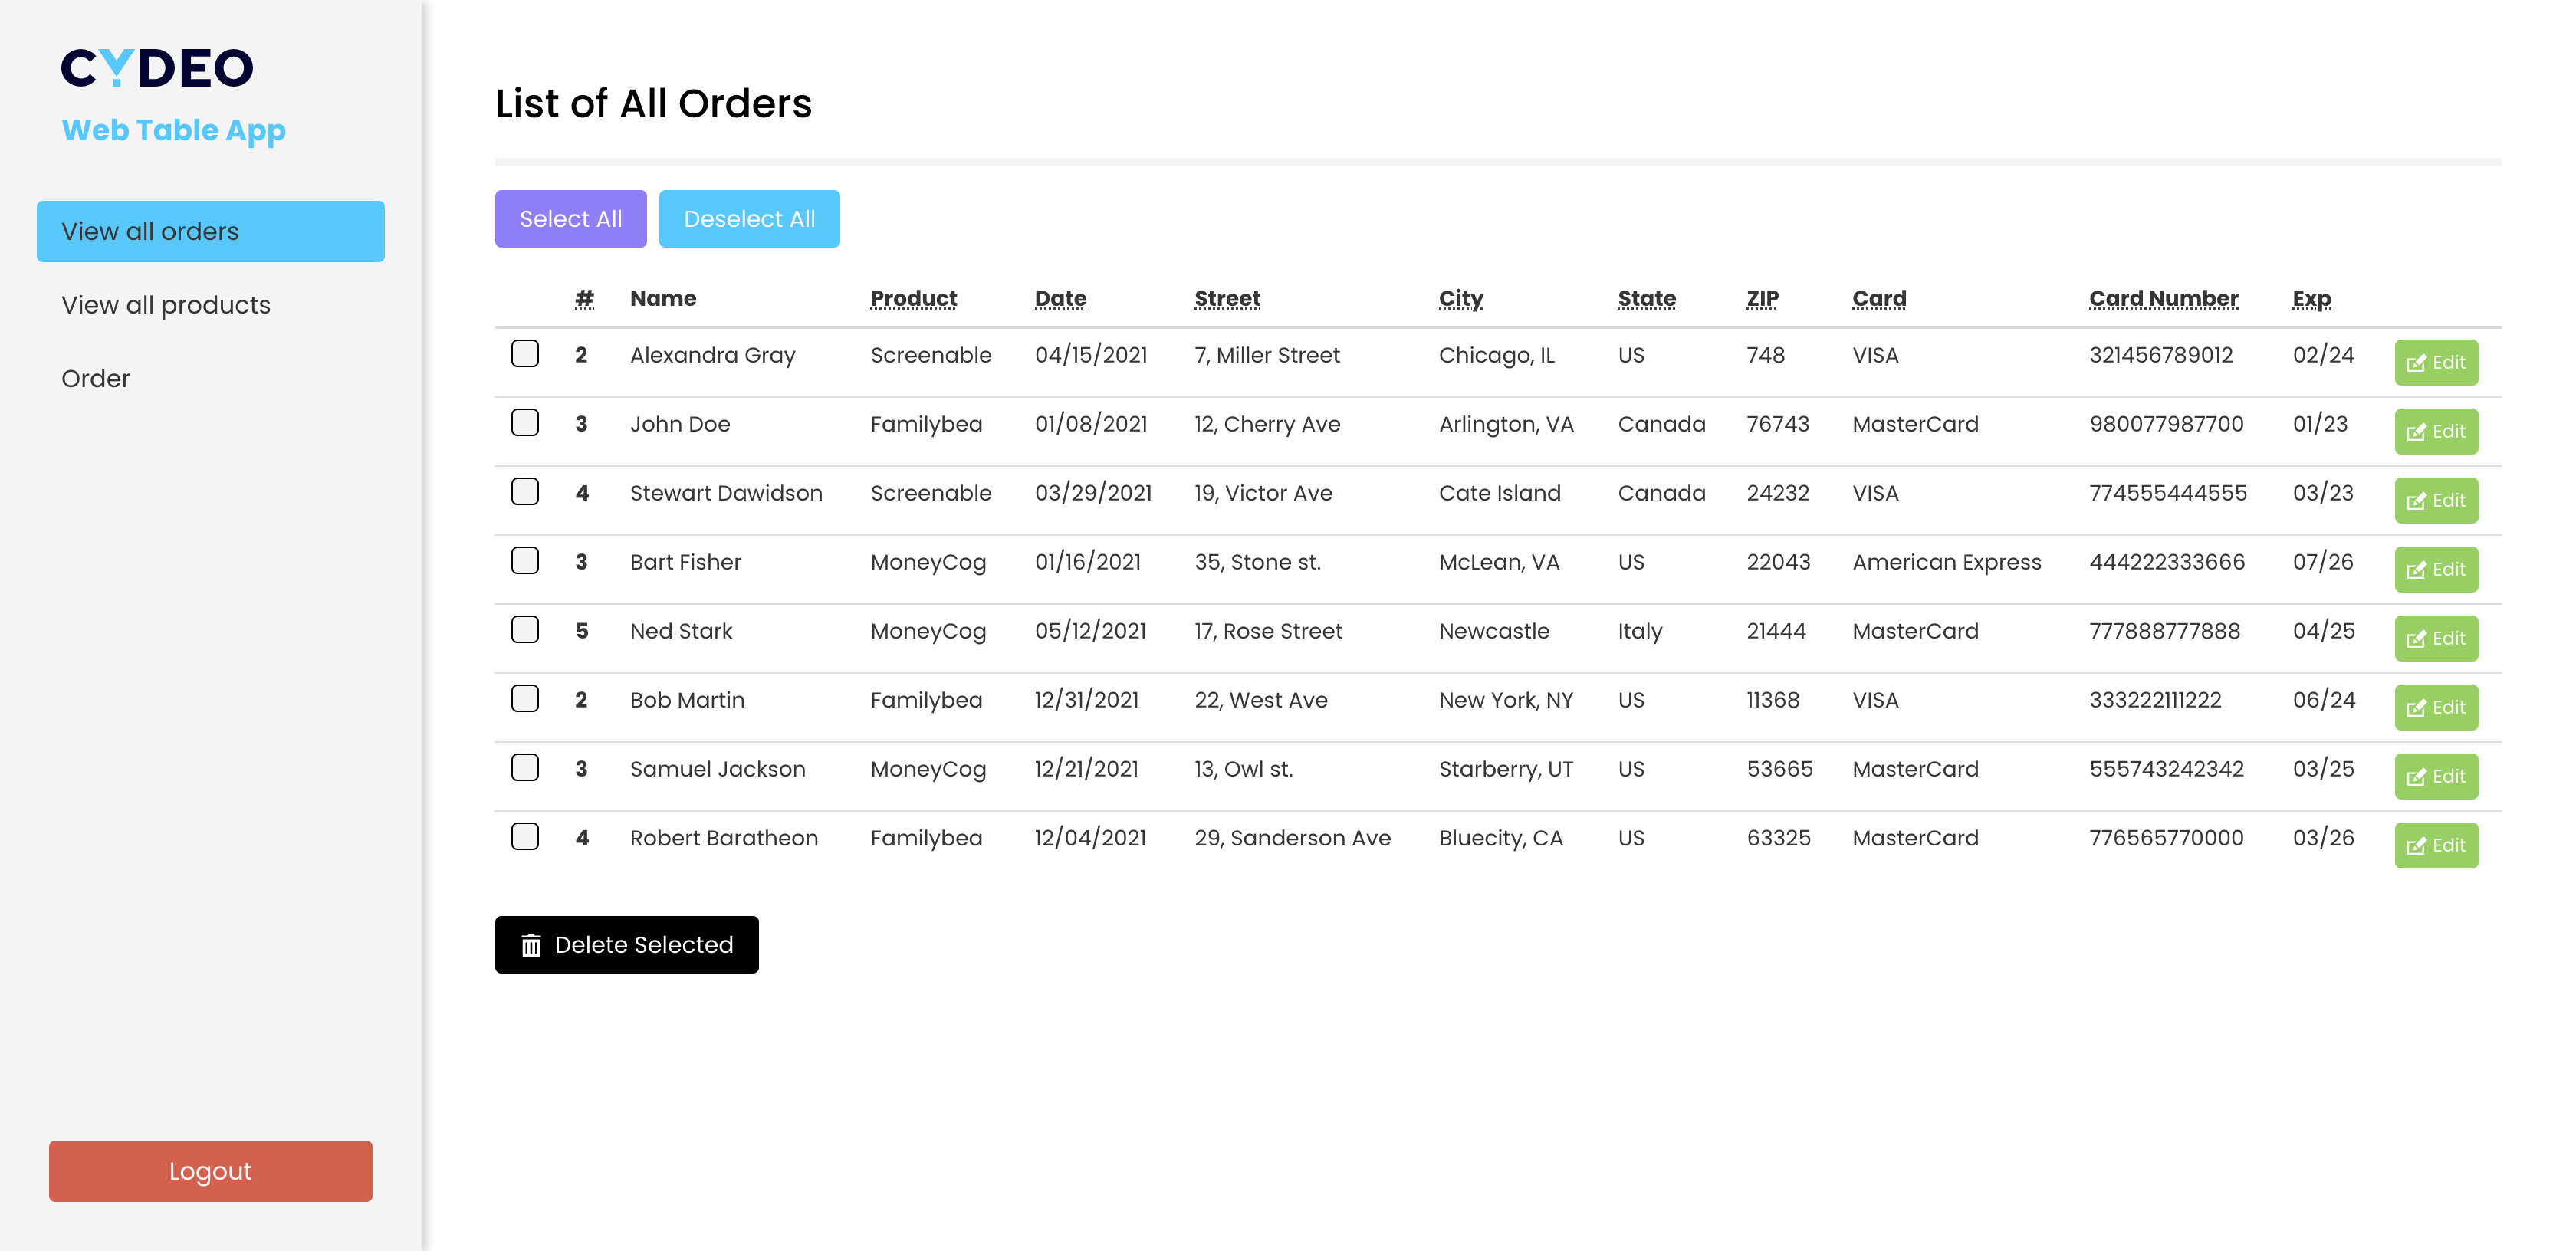 CYDEO
Web Table App
View all orders
View all products
Order
Logout
List of All Orders
Select All Deselect All
# Name Product Date Street City State ZIP Card Card Number Exp
2 Alexandra Gray Screenable 04/15/2021 7, Miller Street Chicago, IL US 748 VISA 321456789012 02/24 Edit
3 John Doe Familybea 01/08/2021 12, Cherry Ave Arlington, VA Canada 76743 MasterCard 980077987700 01/23 Edit
4 Stewart Dawidson Screenable 03/29/2021 19, Victor Ave Cate Island Canada 24232 VISA 774555444555 03/23 Edit
3 Bart Fisher MoneyCog 01/16/2021 35, Stone st. McLean, VA US 22043 American Express 444222333666 07/26 Edit
5 Ned Stark MoneyCog 05/12/2021 17, Rose Street Newcastle Italy 21444 MasterCard 777888777888 04/25 Edit
2 Bob Martin Familybea 12/31/2021 22, West Ave New York, NY US 11368 VISA 333222111222 06/24 Edit
3 Samuel Jackson MoneyCog 12/21/2021 13, Owl st. Starberry, UT US 53665 MasterCard 555743242342 03/25 Edit
4 Robert Baratheon Familybea 12/04/2021 29, Sanderson Ave Bluecity, CA US 63325 MasterCard 776565770000 03/26 Edit
Delete Selected